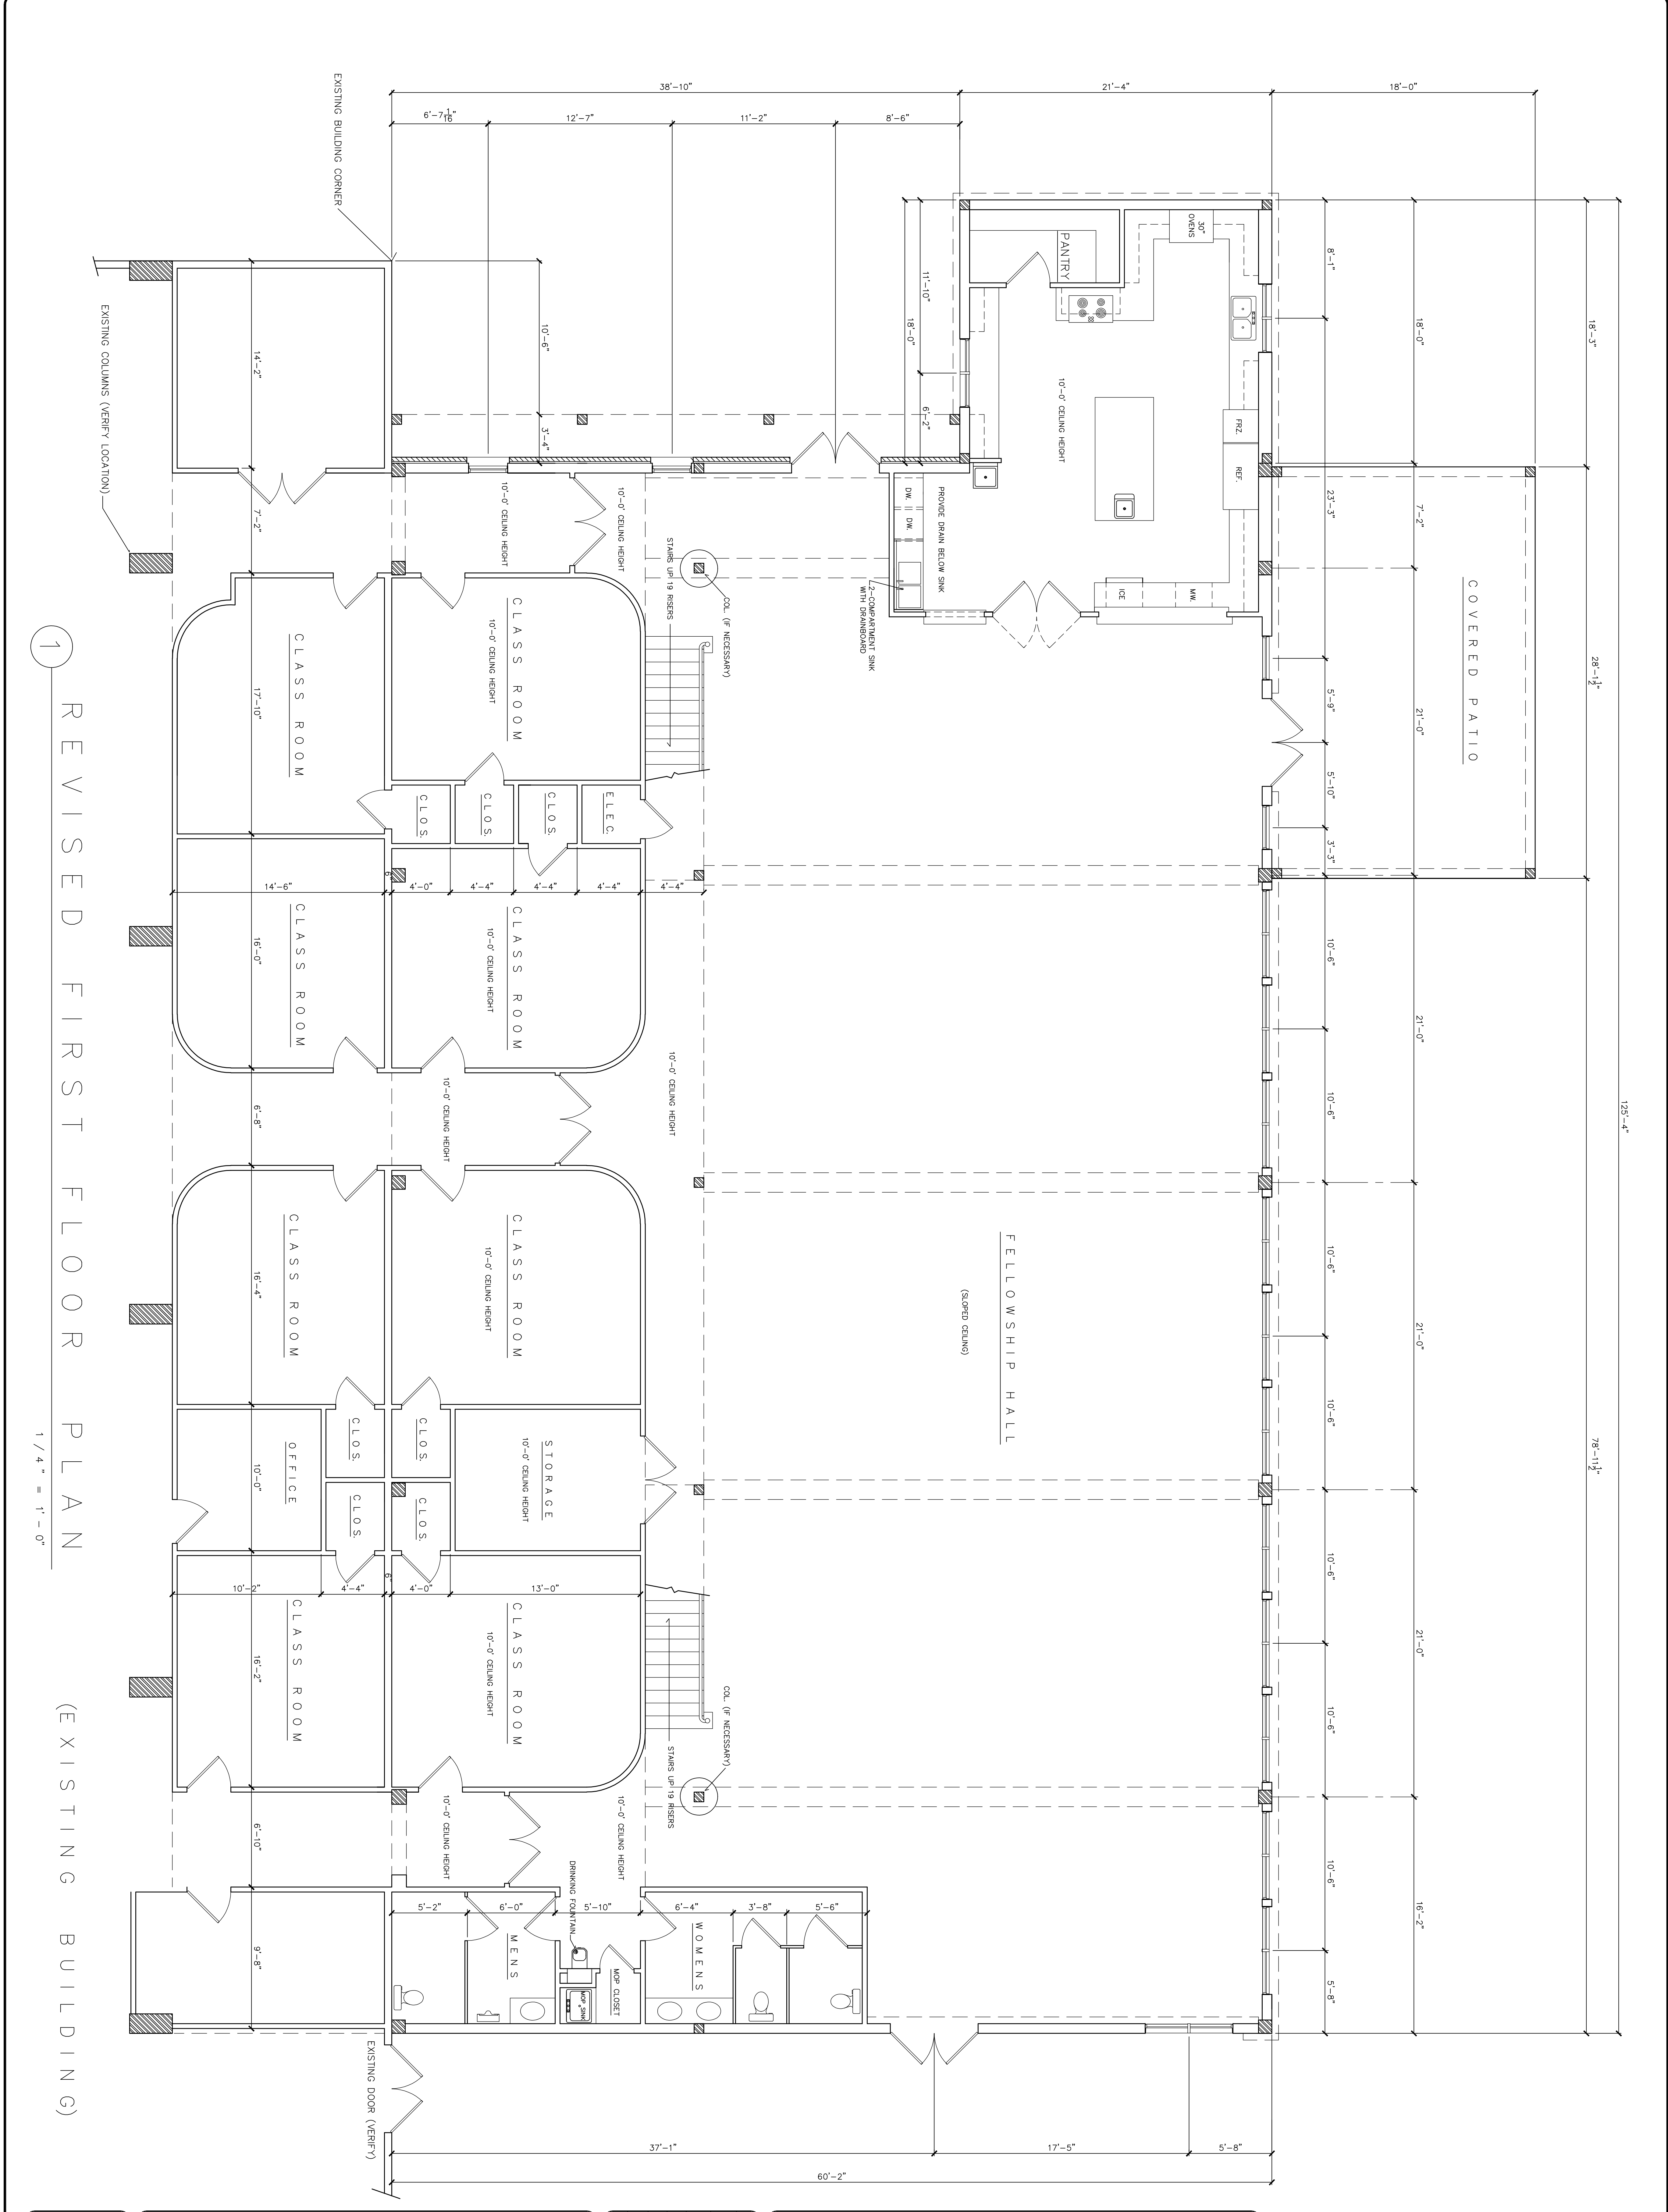 125'-4"
18'-3"
28'-1 1/2"
78'-11 1/2"
COVERED PATIO
18'-0"
18'-0"
7'-2"
21'-0"
21'-0"
21'-0"
21'-0"
16'-2"
8'-1"
23'-3"
5'-9"
5'-10"
3'-3"
10'-6"
10'-6"
10'-6"
10'-6"
10'-6"
10'-6"
10'-6"
5'-8"
21'-4"
30" OVENS
FRZ.
REF.
MW.
ICE
PANTRY
10'-0" CEILING HEIGHT
11'-10"
6'-2"
18'-0"
PROVIDE DRAIN BELOW SINK
DW.
DW.
2-COMPARTMENT SINK
WITH DRAINBOARD
FELLOWSHIP HALL
(SLOPED CEILING)
5'-8"
17'-5"
37'-1"
60'-2"
38'-10"
8'-6"
11'-2"
12'-7"
6'-7 1/16"
10'-6"
3'-4"
COL. (IF NECESSARY)
COL. (IF NECESSARY)
STAIRS UP 19 RISERS
STAIRS UP 19 RISERS
10'-0" CEILING HEIGHT
10'-0" CEILING HEIGHT
10'-0" CEILING HEIGHT
10'-0" CEILING HEIGHT
10'-0" CEILING HEIGHT
10'-0" CEILING HEIGHT
5'-6"
3'-8"
6'-4"
5'-10"
6'-0"
5'-2"
WOMENS
MOP CLOSET
MOP SINK
DRINKING FOUNTAIN
MENS
CLASS ROOM
10'-0" CEILING HEIGHT
ELEC.
CLOS.
CLOS.
CLOS.
4'-4"
4'-4"
4'-4"
4'-4"
4'-0"
6"
14'-6"
CLASS ROOM
10'-0" CEILING HEIGHT
CLASS ROOM
10'-0" CEILING HEIGHT
STORAGE
10'-0" CEILING HEIGHT
CLOS.
CLOS.
13'-0"
4'-0"
6"
4'-4"
10'-2"
CLASS ROOM
10'-0" CEILING HEIGHT
EXISTING BUILDING CORNER
CLASS ROOM
CLASS ROOM
CLASS ROOM
CLOS.
CLOS.
OFFICE
CLASS ROOM
EXISTING DOOR (VERIFY)
14'-2"
7'-2"
17'-10"
16'-0"
6'-8"
16'-4"
10'-0"
16'-2"
6'-10"
9'-8"
EXISTING COLUMNS (VERIFY LOCATION)
1
REVISED FIRST FLOOR PLAN (EXISTING BUILDING)
1/4" = 1'-0"